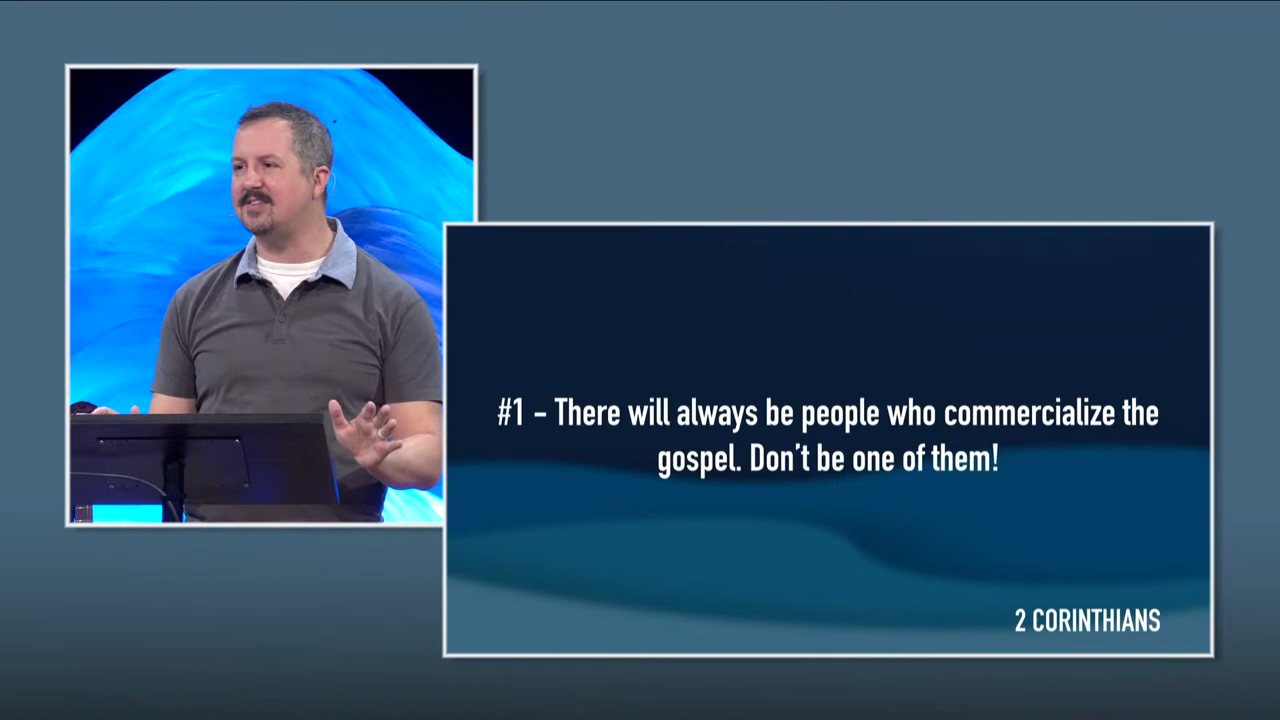 #1 – There will always be people who commercialize the
gospel. Don’t be one of them!
2 CORINTHIANS